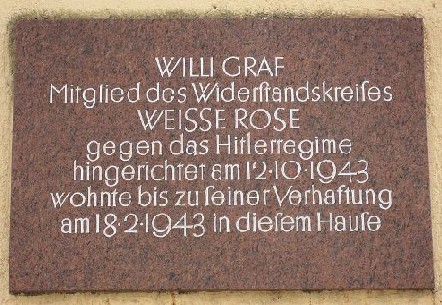 WILLI GRAF
Mitglied des Widerſtandskreiſes
WEISSE ROSE
gegen das Hitlerregime
hingerichtet am 12·10·1943
wohnte bis zu ſeiner Verhaftung
am 18·2·1943 in dieſem Hauſe